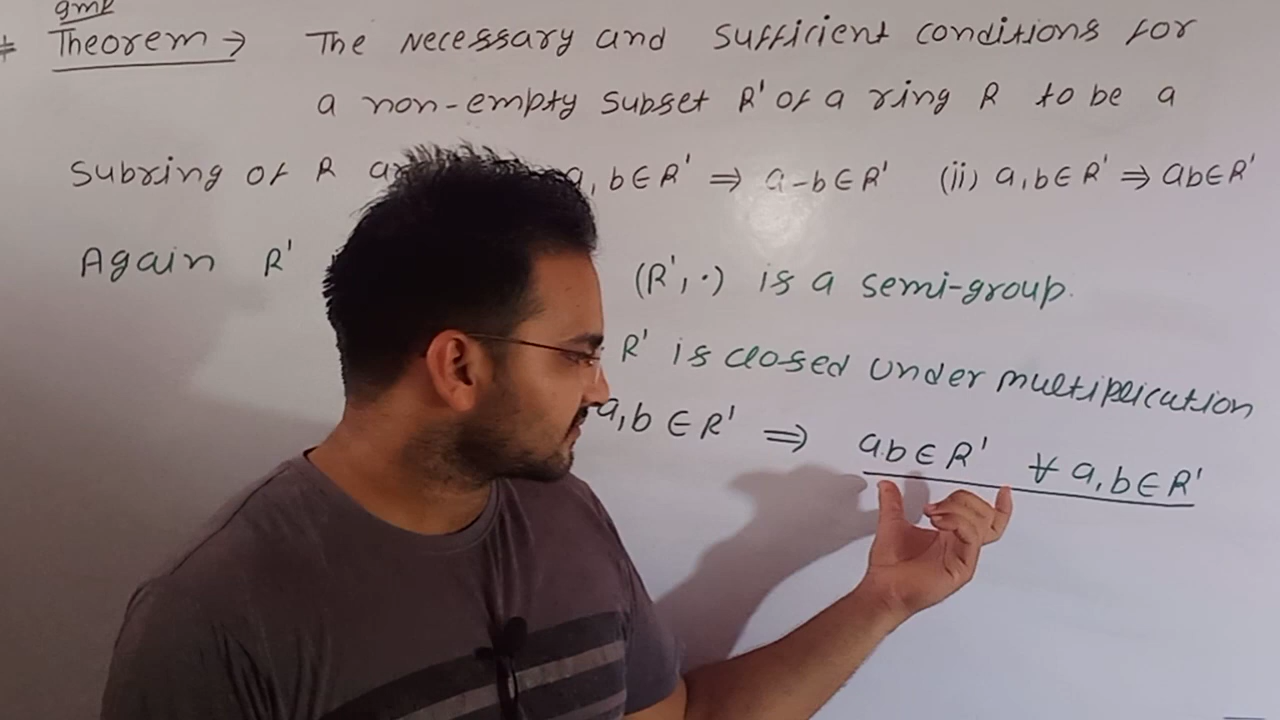 gmp
* Theorem → The Necessary and sufficient conditions for
a non-empty subset R' of a ring R to be a
Subring of R a,b∈R' ⇒ a-b∈R' (ii) a,b∈R' ⇒ ab∈R'
Again R'
(R',·) is a semi-group.
R' is closed under multiplication
a,b ∈R' ⇒ a.b∈R' ∀ a,b∈R'